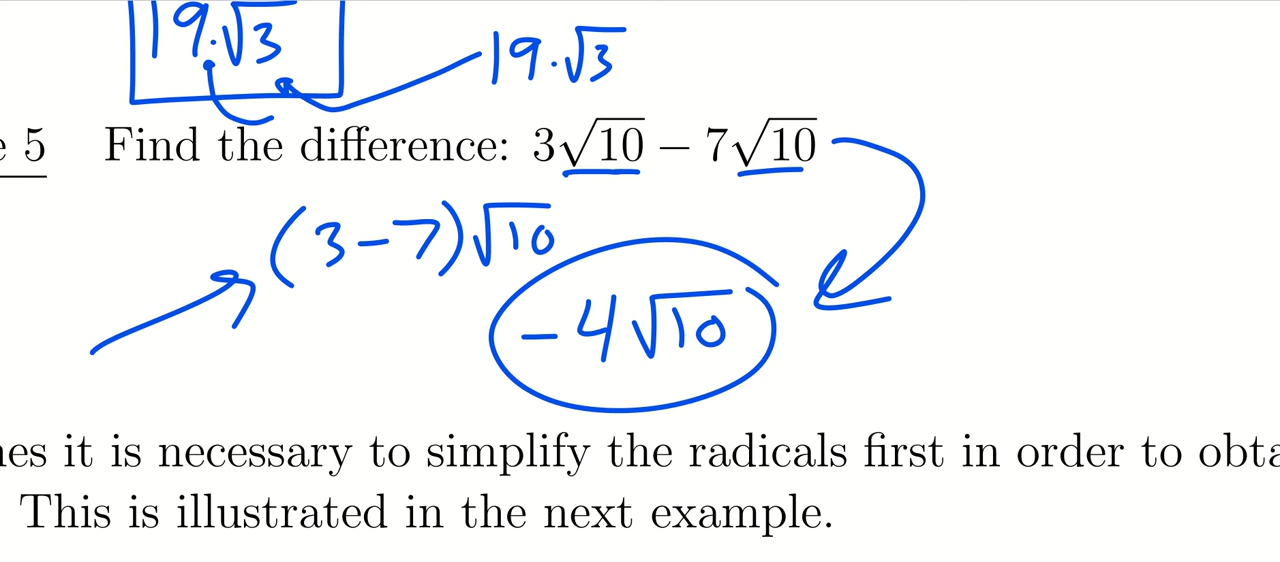 19·√3
19·√3
e 5 Find the difference: 3√10 − 7√10
(3−7)√10
−4√10
nes it is necessary to simplify the radicals first in order to obta
This is illustrated in the next example.